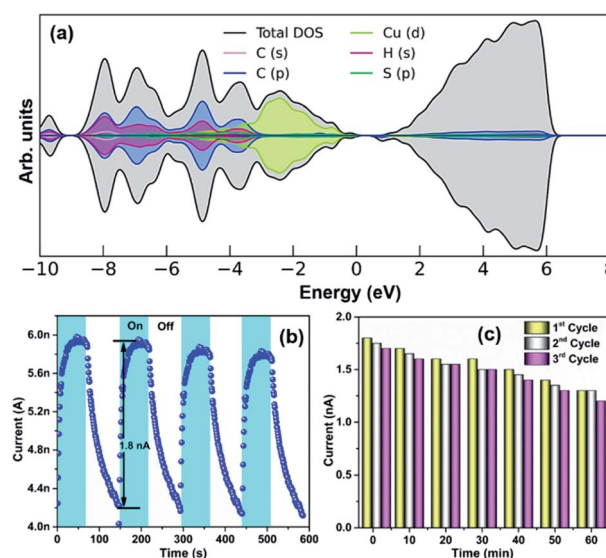 (a)
Total DOS
C (s)
C (p)
Cu (d)
H (s)
S (p)
Arb. units
−10 −8 −6 −4 −2 0 2 4 6 8
Energy (eV)
(b)
On Off
1.8 nA
6.0n
5.6n
5.2n
4.8n
4.4n
4.0n
Current (A)
0 100 200 300 400 500 600
Time (s)
(c)
1st Cycle
2nd Cycle
3rd Cycle
2.0
1.5
1.0
0.5
0.0
Current (nA)
0 10 20 30 40 50 60
Time (min)